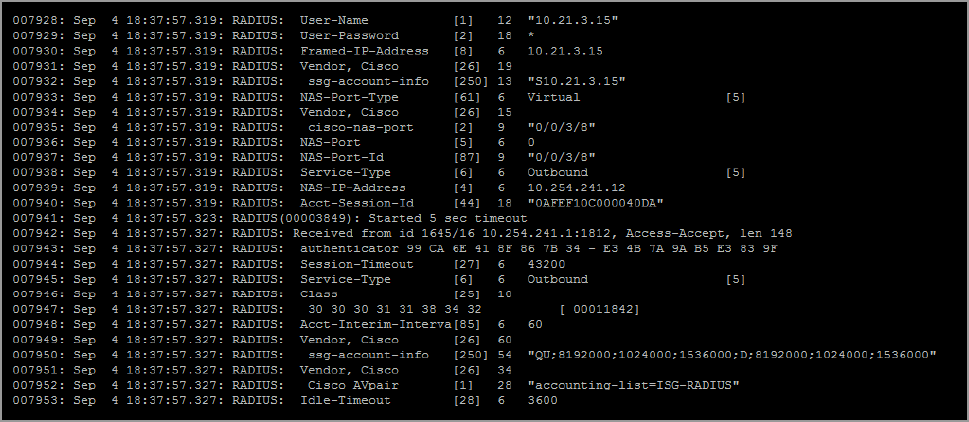 007928: Sep  4 18:37:57.319: RADIUS:  User-Name           [1]   12  "10.21.3.15"
007929: Sep  4 18:37:57.319: RADIUS:  User-Password       [2]   18  *
007930: Sep  4 18:37:57.319: RADIUS:  Framed-IP-Address   [8]   6   10.21.3.15
007931: Sep  4 18:37:57.319: RADIUS:  Vendor, Cisco       [26]  19
007932: Sep  4 18:37:57.319: RADIUS:   ssg-account-info   [250] 13  "S10.21.3.15"
007933: Sep  4 18:37:57.319: RADIUS:  NAS-Port-Type       [61]  6   Virtual                   [5]
007934: Sep  4 18:37:57.319: RADIUS:  Vendor, Cisco       [26]  15
007935: Sep  4 18:37:57.319: RADIUS:   cisco-nas-port     [2]   9   "0/0/3/8"
007936: Sep  4 18:37:57.319: RADIUS:  NAS-Port            [5]   6   0
007937: Sep  4 18:37:57.319: RADIUS:  NAS-Port-Id         [87]  9   "0/0/3/8"
007938: Sep  4 18:37:57.319: RADIUS:  Service-Type        [6]   6   Outbound                  [5]
007939: Sep  4 18:37:57.319: RADIUS:  NAS-IP-Address      [4]   6   10.254.241.12
007940: Sep  4 18:37:57.319: RADIUS:  Acct-Session-Id     [44]  18  "0AFEF10C000040DA"
007941: Sep  4 18:37:57.323: RADIUS(00003849): Started 5 sec timeout
007942: Sep  4 18:37:57.327: RADIUS: Received from id 1645/16 10.254.241.1:1812, Access-Accept, len 148
007943: Sep  4 18:37:57.327: RADIUS:  authenticator 99 CA 6E 41 8F 86 7B 34 - E3 4B 7A 9A B5 E3 83 9F
007944: Sep  4 18:37:57.327: RADIUS:  Session-Timeout     [27]  6   43200
007945: Sep  4 18:37:57.327: RADIUS:  Service-Type        [6]   6   Outbound                  [5]
007946: Sep  4 18:37:57.327: RADIUS:  Class               [25]  10
007947: Sep  4 18:37:57.327: RADIUS:   30 30 30 31 31 38 34 32          [ 00011842]
007948: Sep  4 18:37:57.327: RADIUS:  Acct-Interim-Interva[85]  6   60
007949: Sep  4 18:37:57.327: RADIUS:  Vendor, Cisco       [26]  60
007950: Sep  4 18:37:57.327: RADIUS:   ssg-account-info   [250] 54  "QU;8192000;1024000;1536000;D;8192000;1024000;1536000"
007951: Sep  4 18:37:57.327: RADIUS:  Vendor, Cisco       [26]  34
007952: Sep  4 18:37:57.327: RADIUS:   Cisco AVpair       [1]   28  "accounting-list=ISG-RADIUS"
007953: Sep  4 18:37:57.327: RADIUS:  Idle-Timeout        [28]  6   3600